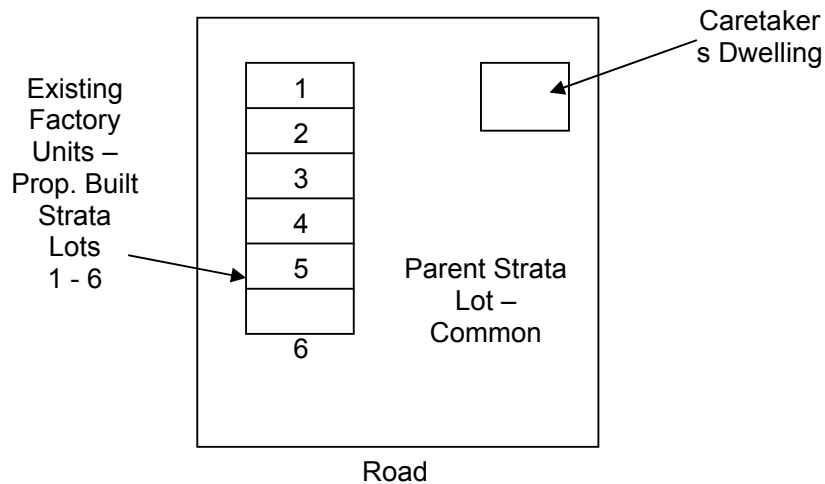 Caretaker
s Dwelling
Existing
Factory
Units –
Prop. Built
Strata
Lots
1 - 6
1
2
3
4
5
6
Parent Strata
Lot –
Common
Road